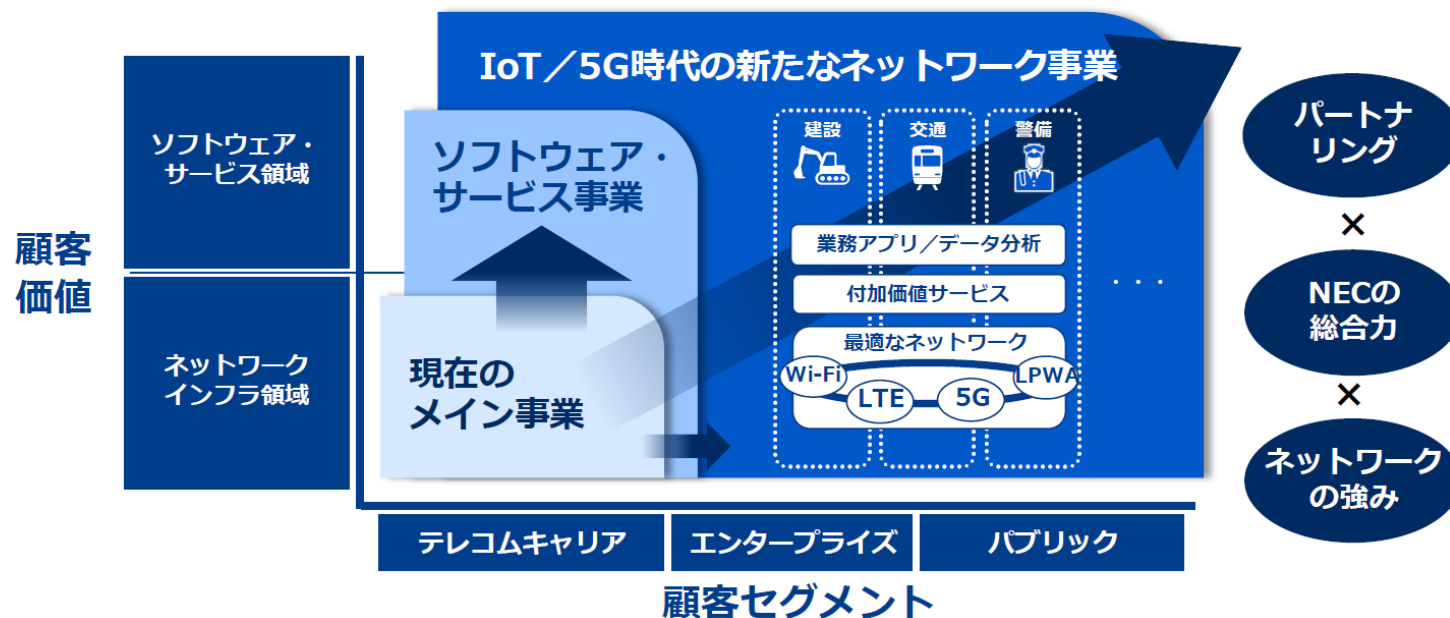 IoT／5G時代の新たなネットワーク事業
ソフトウェア・
サービス領域
ネットワーク
インフラ領域
顧客
価値
ソフトウェア・
サービス事業
現在の
メイン事業
建設
交通
警備
業務アプリ／データ分析
付加価値サービス
最適なネットワーク
Wi-Fi
LTE
5G
LPWA
・・・
パートナ
リング
×
NECの
総合力
×
ネットワーク
の強み
テレコムキャリア
エンタープライズ
パブリック
顧客セグメント